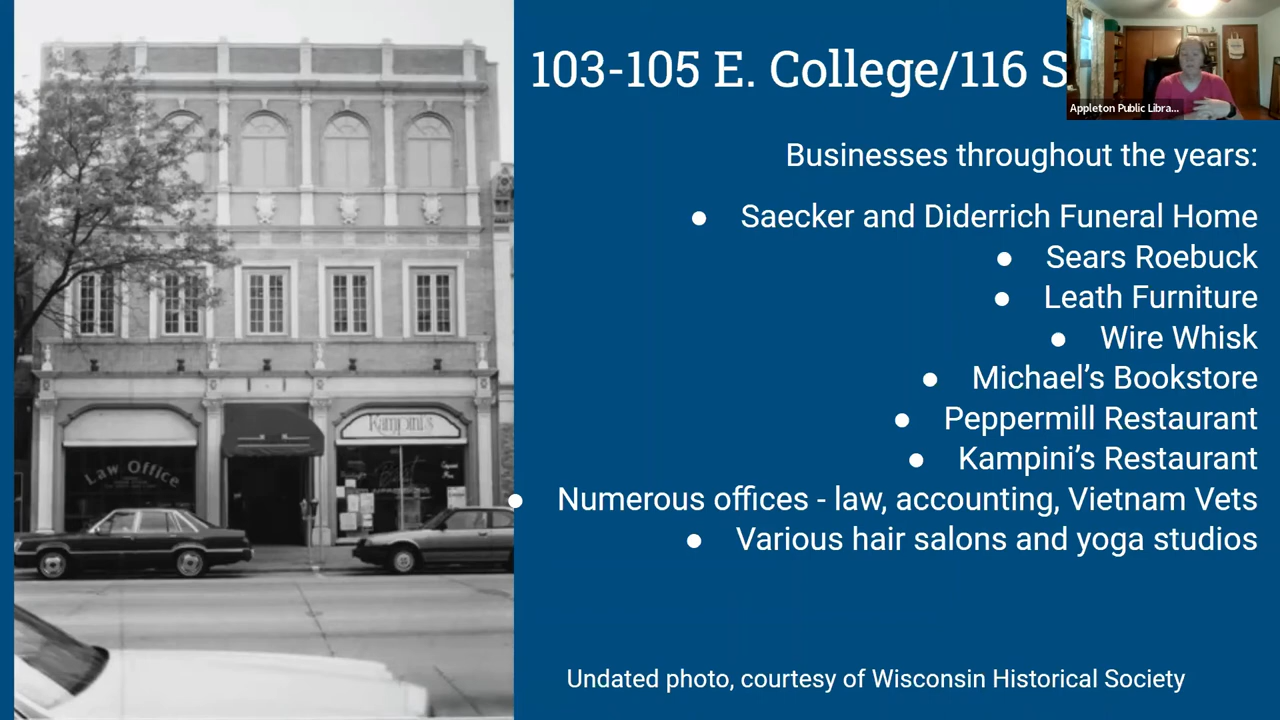 103-105 E. College/116 S
Appleton Public Libra...
Businesses throughout the years:
● Saecker and Diderrich Funeral Home
● Sears Roebuck
● Leath Furniture
● Wire Whisk
● Michael’s Bookstore
● Peppermill Restaurant
● Kampini’s Restaurant
● Numerous offices - law, accounting, Vietnam Vets
● Various hair salons and yoga studios
Undated photo, courtesy of Wisconsin Historical Society
Kampini's
Law Office